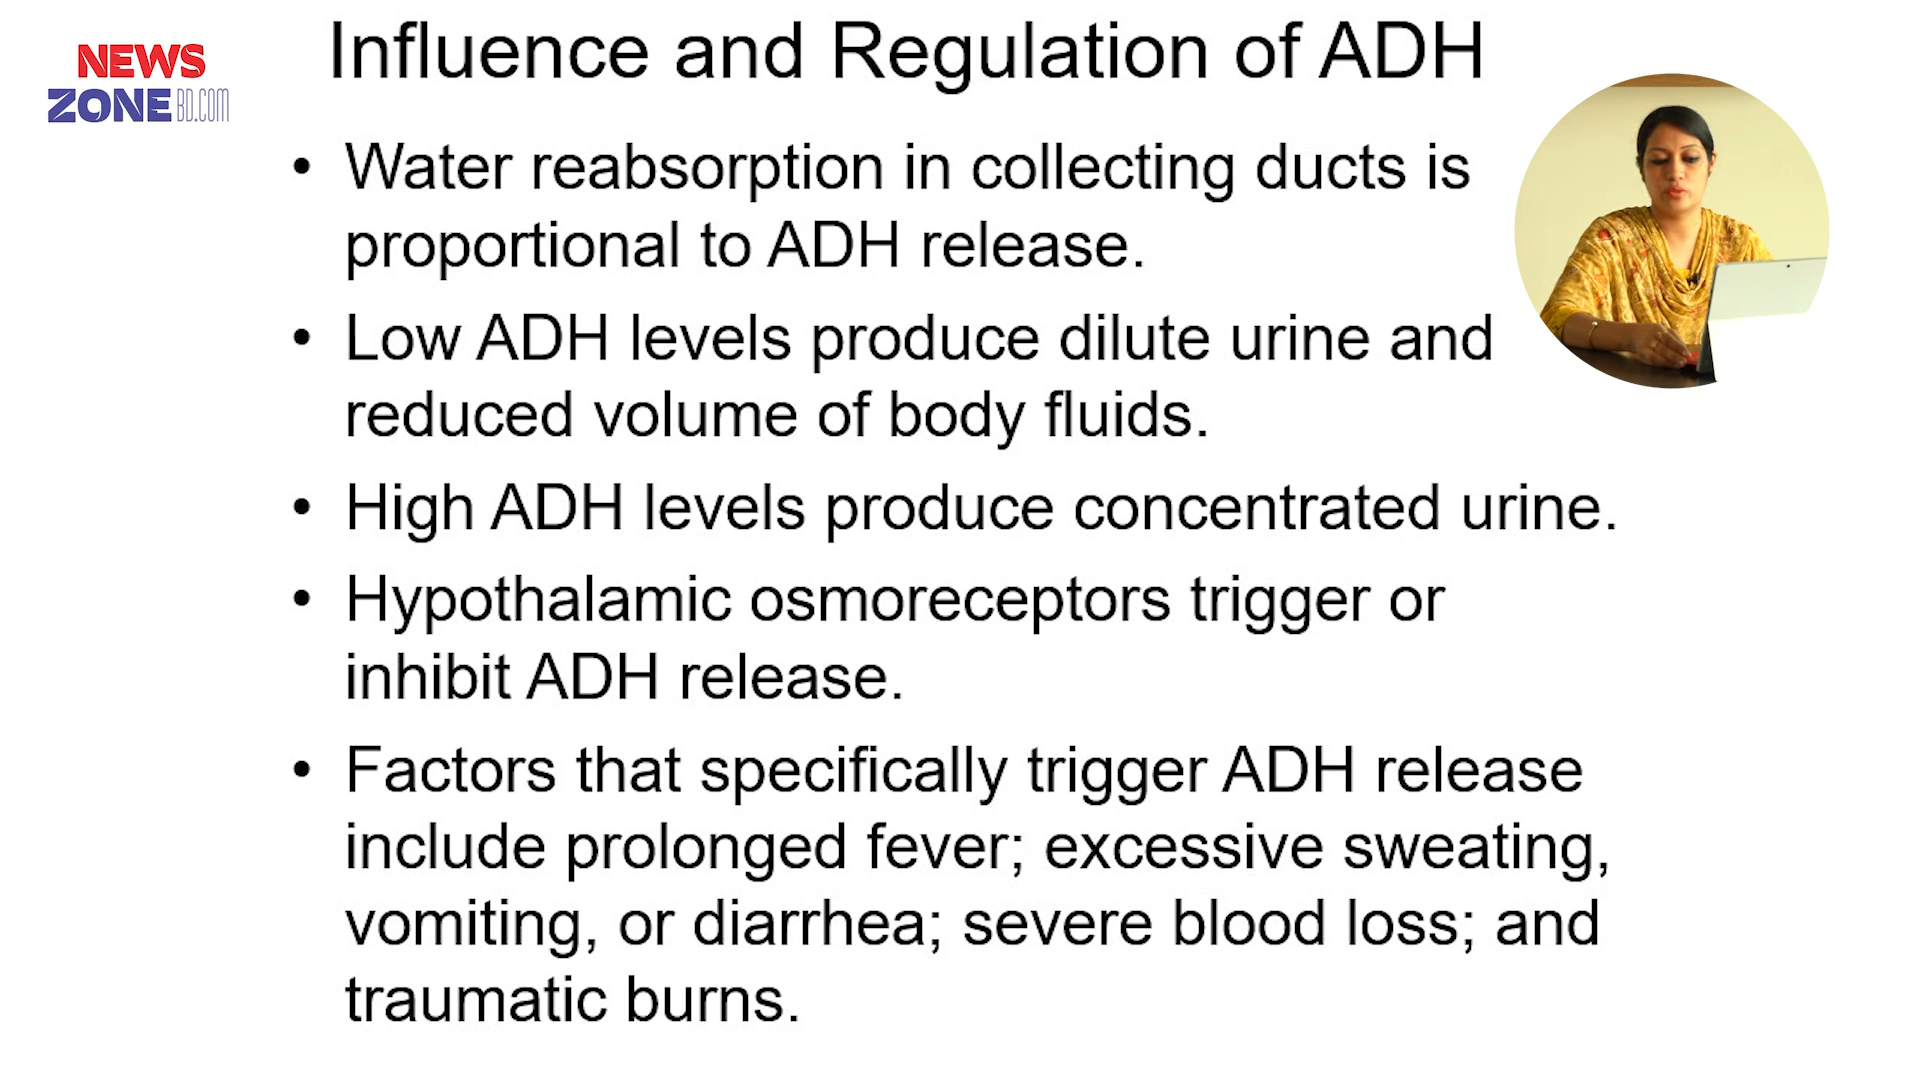 Influence and Regulation of ADH
NEWS
ZONE BD.COM
• Water reabsorption in collecting ducts is
proportional to ADH release.
• Low ADH levels produce dilute urine and
reduced volume of body fluids.
• High ADH levels produce concentrated urine.
• Hypothalamic osmoreceptors trigger or
inhibit ADH release.
• Factors that specifically trigger ADH release
include prolonged fever; excessive sweating,
vomiting, or diarrhea; severe blood loss; and
traumatic burns.